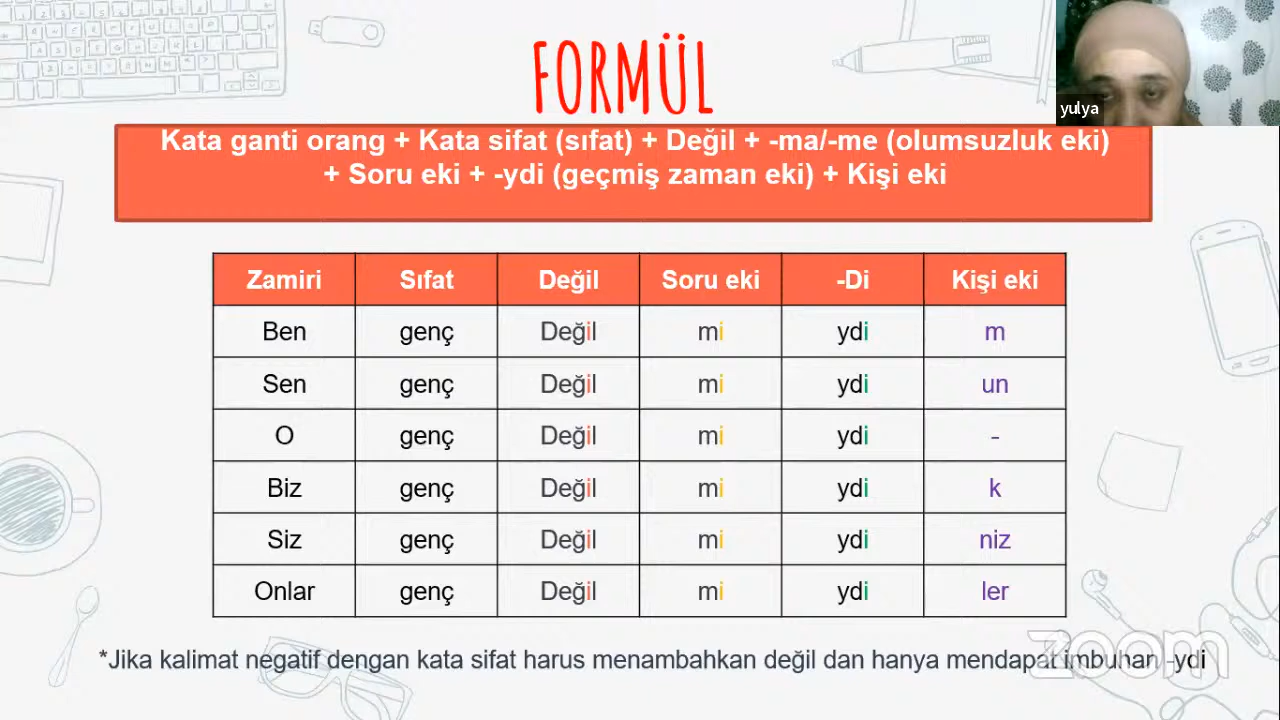 FORMÜL
yulya
Kata ganti orang + Kata sifat (sıfat) + Değil + -ma/-me (olumsuzluk eki)
+ Soru eki + -ydi (geçmiş zaman eki) + Kişi eki
Zamiri Sıfat Değil Soru eki -Di Kişi eki
Ben genç Değil mi ydi m
Sen genç Değil mi ydi un
O genç Değil mi ydi -
Biz genç Değil mi ydi k
Siz genç Değil mi ydi niz
Onlar genç Değil mi ydi ler
*Jika kalimat negatif dengan kata sifat harus menambahkan değil dan hanya mendapat imbuhan -ydi
zoom